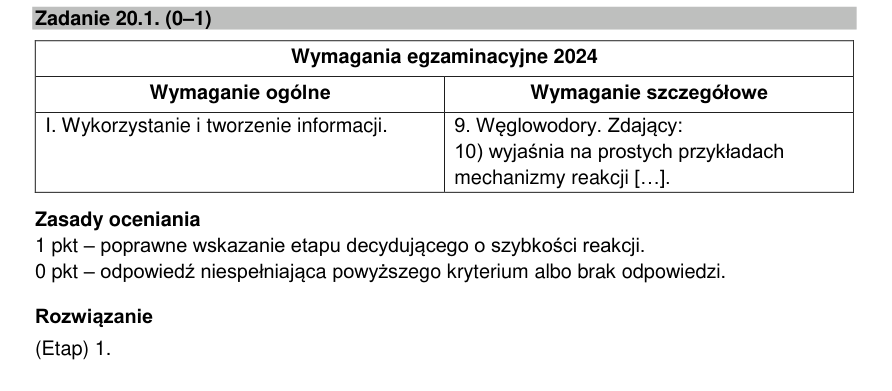 Zadanie 20.1. (0–1)
Wymagania egzaminacyjne 2024
Wymaganie ogólne
Wymaganie szczegółowe
I. Wykorzystanie i tworzenie informacji.
9. Węglowodory. Zdający:
10) wyjaśnia na prostych przykładach
mechanizmy reakcji […].
Zasady oceniania
1 pkt – poprawne wskazanie etapu decydującego o szybkości reakcji.
0 pkt – odpowiedź niespełniająca powyższego kryterium albo brak odpowiedzi.
Rozwiązanie
(Etap) 1.